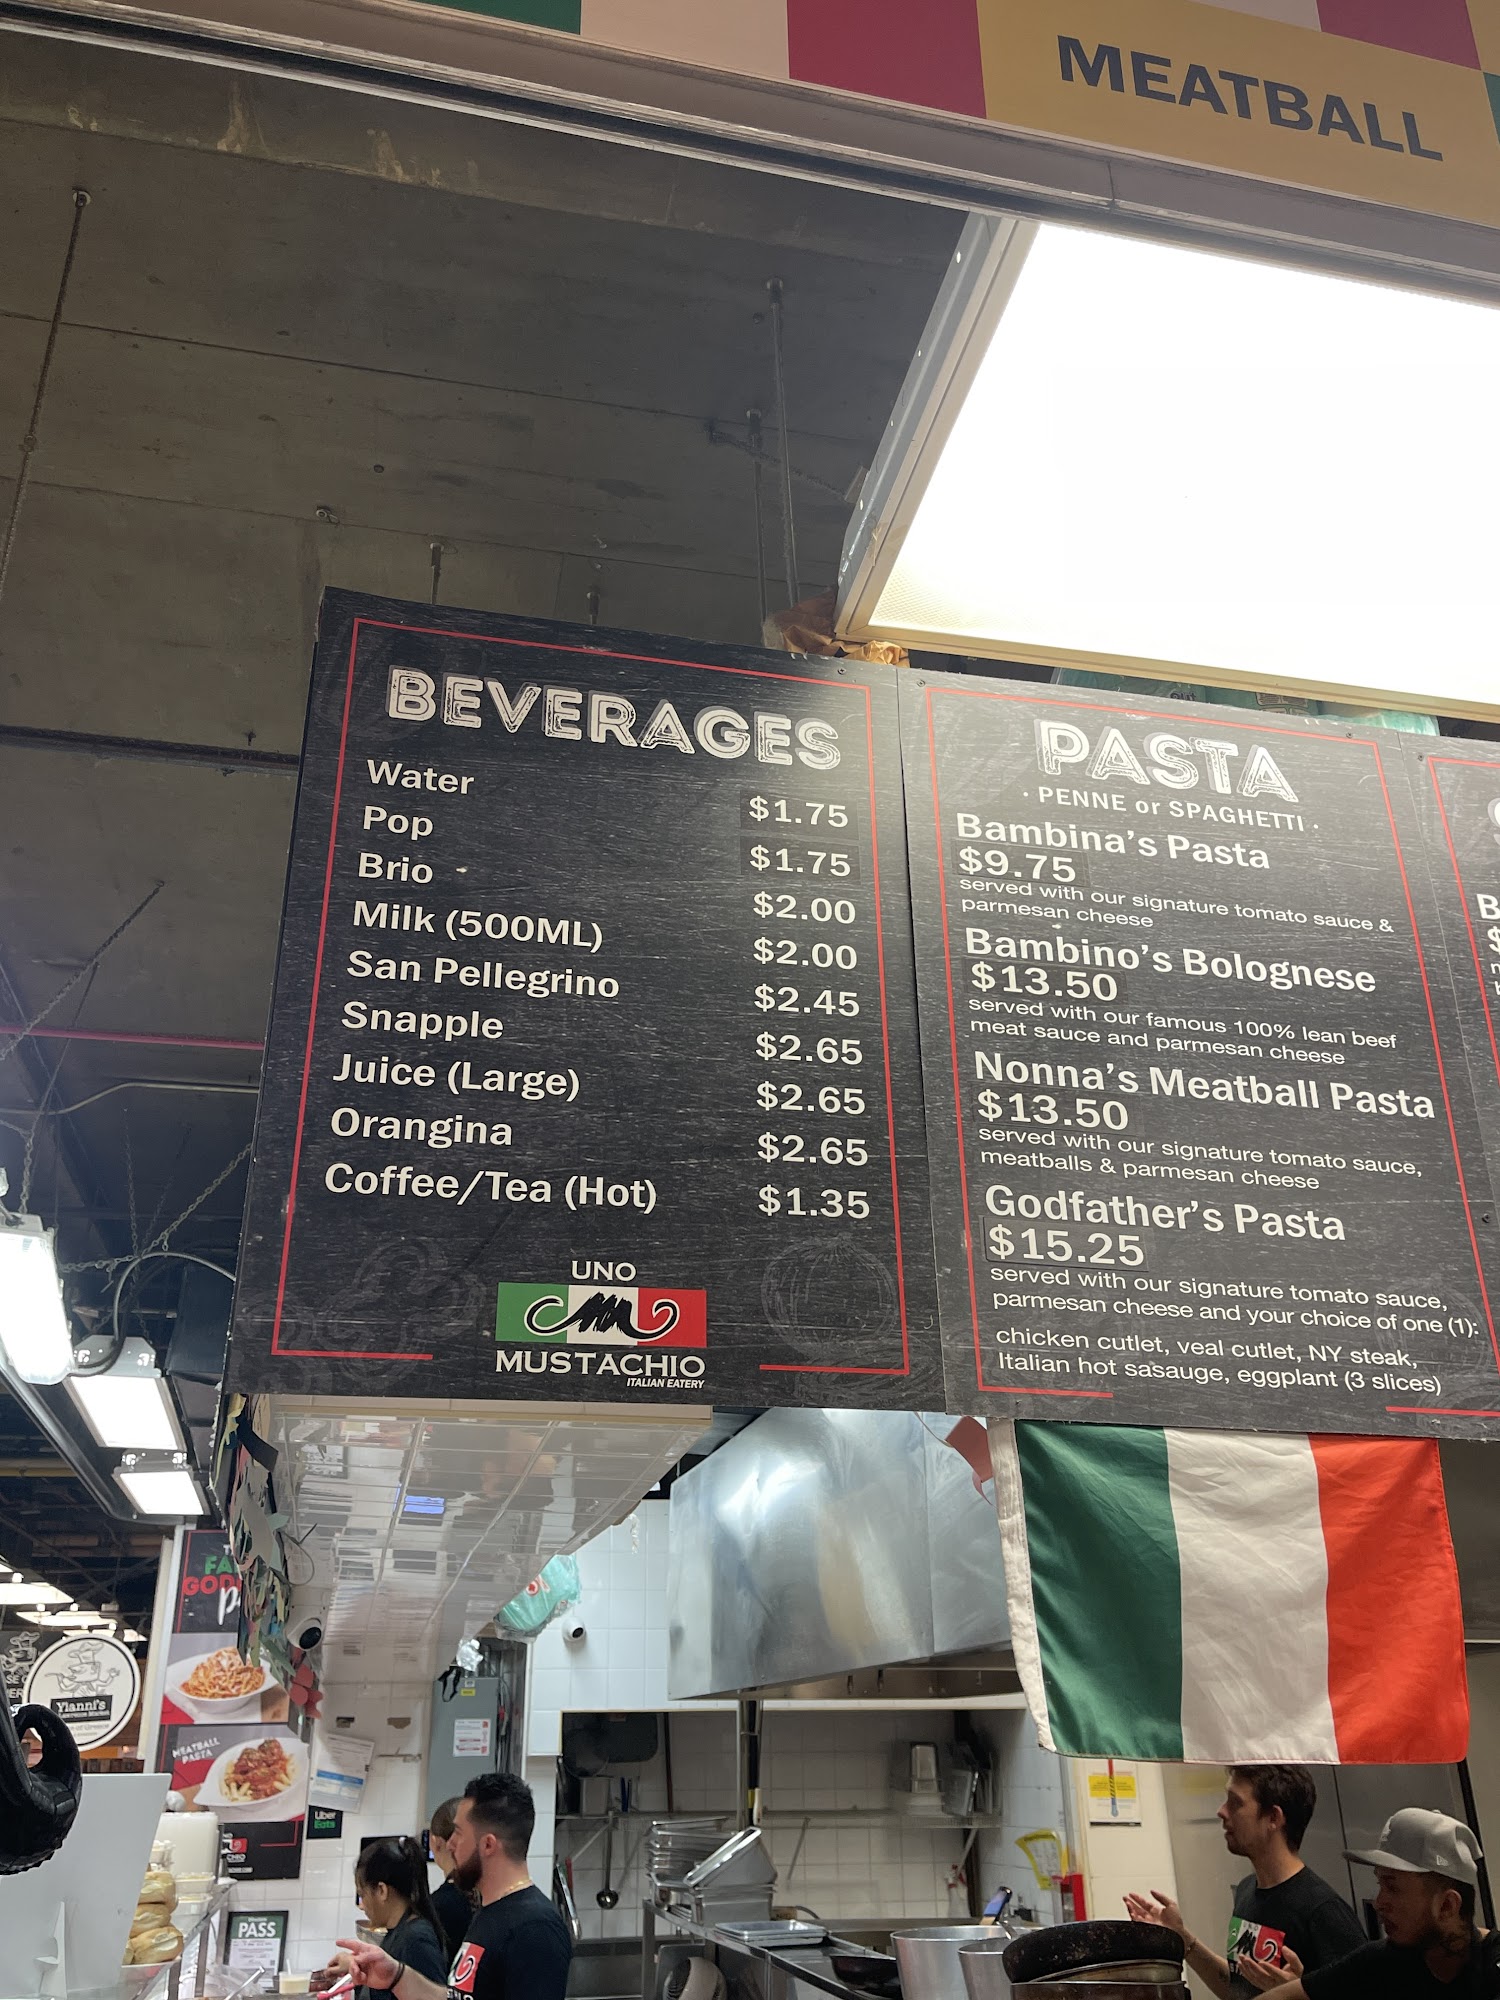 MEATBALL
BEVERAGES
Water $1.75
Pop $1.75
Brio $2.00
Milk (500ML) $2.00
San Pellegrino $2.45
Snapple $2.65
Juice (Large) $2.65
Orangina $2.65
Coffee/Tea (Hot) $1.35
UNO
MUSTACHIO
ITALIAN EATERY
PASTA
· PENNE or SPAGHETTI ·
Bambina's Pasta
$9.75
served with our signature tomato sauce &
parmesan cheese
Bambino's Bolognese
$13.50
served with our famous 100% lean beef
meat sauce and parmesan cheese
Nonna's Meatball Pasta
$13.50
served with our signature tomato sauce,
meatballs & parmesan cheese
Godfather's Pasta
$15.25
served with our signature tomato sauce,
parmesan cheese and your choice of one (1):
chicken cutlet, veal cutlet, NY steak,
Italian hot sasauge, eggplant (3 slices)
Yianni's
MEATBALL
PASTA
Uber
Eats
PASS